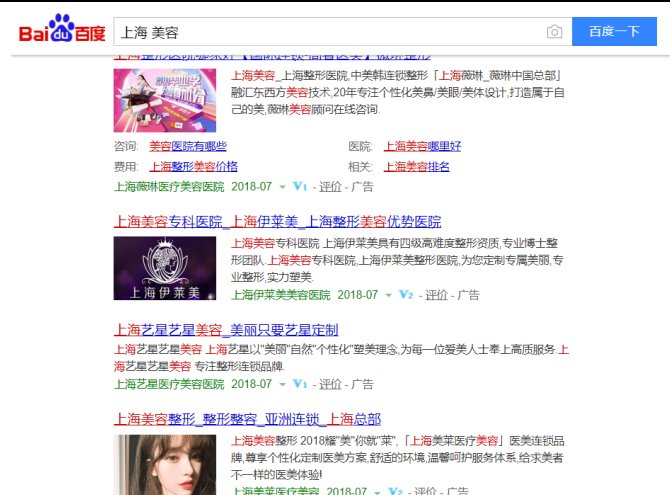 Bai du 百度
上海 美容
百度一下
上海美容_上海整形医院,中美韩连锁整形「上海薇琳_薇琳中国总部」
融汇东西方美容技术,20年专注个性化美鼻/美眼/美体设计,打造属于自
己的美,薇琳美容顾问在线咨询.
咨询: 美容医院有哪些 医院: 上海美容哪里好
费用: 上海整形美容价格 相关: 上海美容排名
上海薇琳医疗美容医院 2018-07 V1 - 评价 - 广告
上海美容专科医院_上海伊莱美_上海整形美容优势医院
上海伊莱美
上海美容专科医院 上海伊莱美具有四级高难度整形资质,专业博士整
形团队.上海美容专科医院,上海伊莱美整形医院,为您定制专属美丽,专
业整形,实力塑美.
上海伊莱美美容医院 2018-07 V2 - 评价 - 广告
上海艺星艺星美容_美丽只要艺星定制
上海艺星艺星美容 上海艺星以"美丽"自然"个性化"塑美理念,为每一位爱美人士奉上高质服务.上
海艺星艺星美容 专注整形连锁品牌.
上海艺星医疗美容医院 2018-07 V1 - 评价 - 广告
上海美容整形_整形整容_亚洲连锁_上海总部
上海美容整形 2018耀"美"你就"莱",「上海美莱医疗美容」医美连锁品
牌,尊享个性化定制医美方案,舒适的环境,温馨呵护服务体系,给求美者
不一样的医美体验!
上海美莱医疗美容 2018-07 V2 - 评价 - 广告